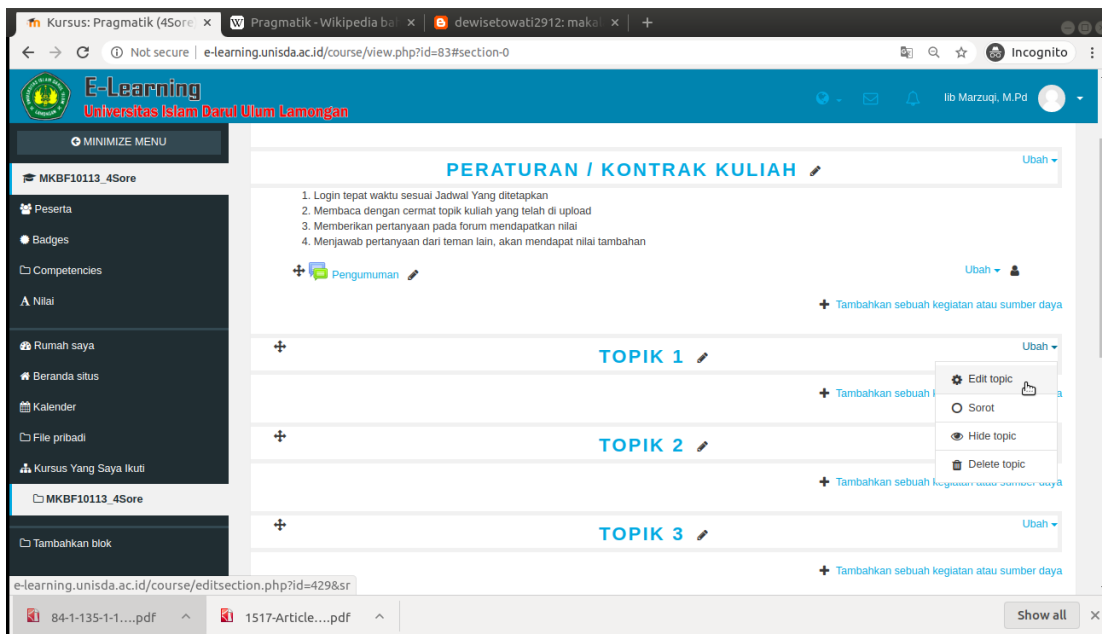 Kursus: Pragmatik (4Sore)
Pragmatik - Wikipedia bah
dewisetowati2912: makal
Not secure | e-learning.unisda.ac.id/course/view.php?id=83#section-0
Incognito
E-Learning
Universitas Islam Darul Ulum Lamongan
Iib Marzuqi, M.Pd
MINIMIZE MENU
MKBF10113_4Sore
Peserta
Badges
Competencies
Nilai
Rumah saya
Beranda situs
Kalender
File pribadi
Kursus Yang Saya Ikuti
MKBF10113_4Sore
Tambahkan blok
PERATURAN / KONTRAK KULIAH
Ubah
1. Login tepat waktu sesuai Jadwal Yang ditetapkan
2. Membaca dengan cermat topik kuliah yang telah di upload
3. Memberikan pertanyaan pada forum mendapatkan nilai
4. Menjawab pertanyaan dari teman lain, akan mendapat nilai tambahan
Pengumuman
Ubah
Tambahkan sebuah kegiatan atau sumber daya
TOPIK 1
Ubah
Edit topic
Sorot
Hide topic
Delete topic
Tambahkan sebuah
TOPIK 2
Tambahkan sebuah kegiatan atau sumber daya
TOPIK 3
Ubah
Tambahkan sebuah kegiatan atau sumber daya
e-learning.unisda.ac.id/course/editsection.php?id=429&sr
84-1-135-1-1....pdf
1517-Article....pdf
Show all